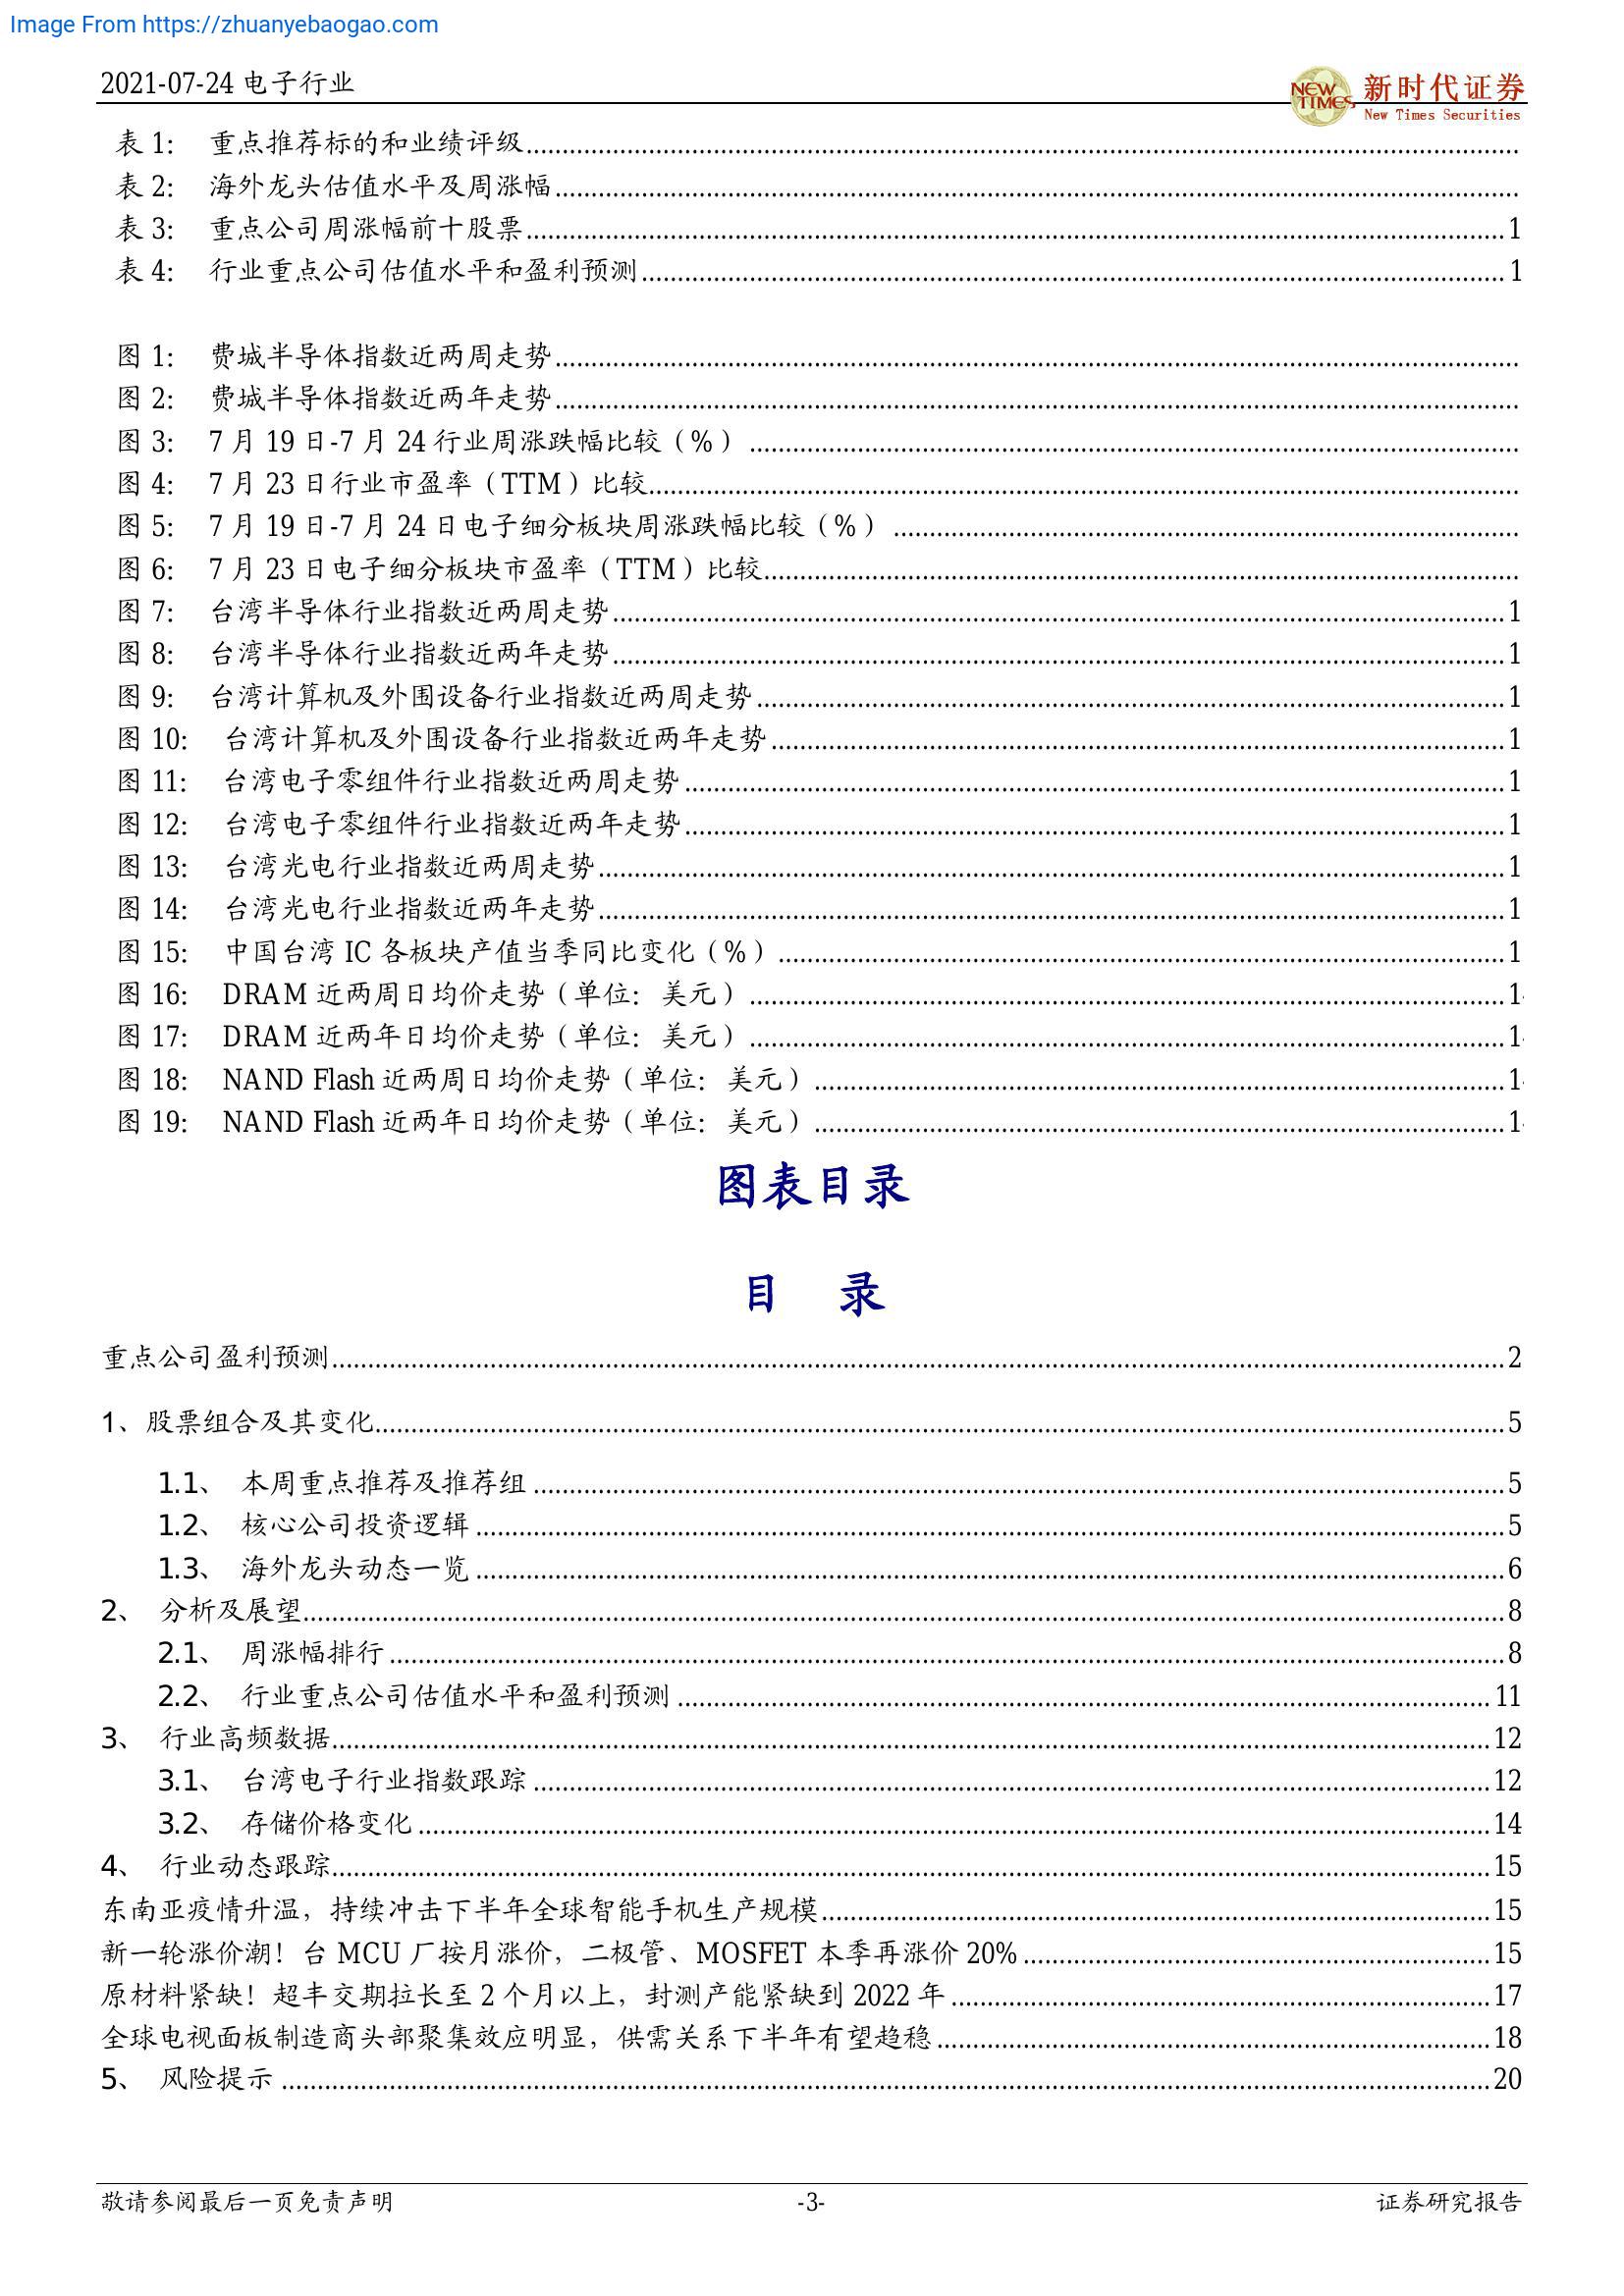 Image From https://zhuanyebaogao.com
2021-07-24 电子行业
NEW TIMES 新时代证券
New Times Securities
表 1: 重点推荐标的和业绩评级
表 2: 海外龙头估值水平及周涨幅
表 3: 重点公司周涨幅前十股票 1
表 4: 行业重点公司估值水平和盈利预测 1
图 1: 费城半导体指数近两周走势
图 2: 费城半导体指数近两年走势
图 3: 7 月 19 日-7 月 24 行业周涨跌幅比较（%）
图 4: 7 月 23 日行业市盈率（TTM）比较
图 5: 7 月 19 日-7 月 24 日电子细分板块周涨跌幅比较（%）
图 6: 7 月 23 日电子细分板块市盈率（TTM）比较
图 7: 台湾半导体行业指数近两周走势 1
图 8: 台湾半导体行业指数近两年走势 1
图 9: 台湾计算机及外围设备行业指数近两周走势 1
图 10: 台湾计算机及外围设备行业指数近两年走势 1
图 11: 台湾电子零组件行业指数近两周走势 1
图 12: 台湾电子零组件行业指数近两年走势 1
图 13: 台湾光电行业指数近两周走势 1
图 14: 台湾光电行业指数近两年走势 1
图 15: 中国台湾 IC 各板块产值当季同比变化（%） 1
图 16: DRAM 近两周日均价走势（单位：美元） 1
图 17: DRAM 近两年日均价走势（单位：美元） 1
图 18: NAND Flash 近两周日均价走势（单位：美元） 1
图 19: NAND Flash 近两年日均价走势（单位：美元） 1
图表目录
目 录
重点公司盈利预测 2
1、股票组合及其变化 5
1.1、 本周重点推荐及推荐组 5
1.2、 核心公司投资逻辑 5
1.3、 海外龙头动态一览 6
2、 分析及展望 8
2.1、 周涨幅排行 8
2.2、 行业重点公司估值水平和盈利预测 11
3、 行业高频数据 12
3.1、 台湾电子行业指数跟踪 12
3.2、 存储价格变化 14
4、 行业动态跟踪 15
东南亚疫情升温，持续冲击下半年全球智能手机生产规模 15
新一轮涨价潮！台 MCU 厂按月涨价，二极管、MOSFET 本季再涨价 20% 15
原材料紧缺！超丰交期拉长至 2 个月以上，封测产能紧缺到 2022 年 17
全球电视面板制造商头部聚集效应明显，供需关系下半年有望趋稳 18
5、 风险提示 20
敬请参阅最后一页免责声明 -3- 证券研究报告